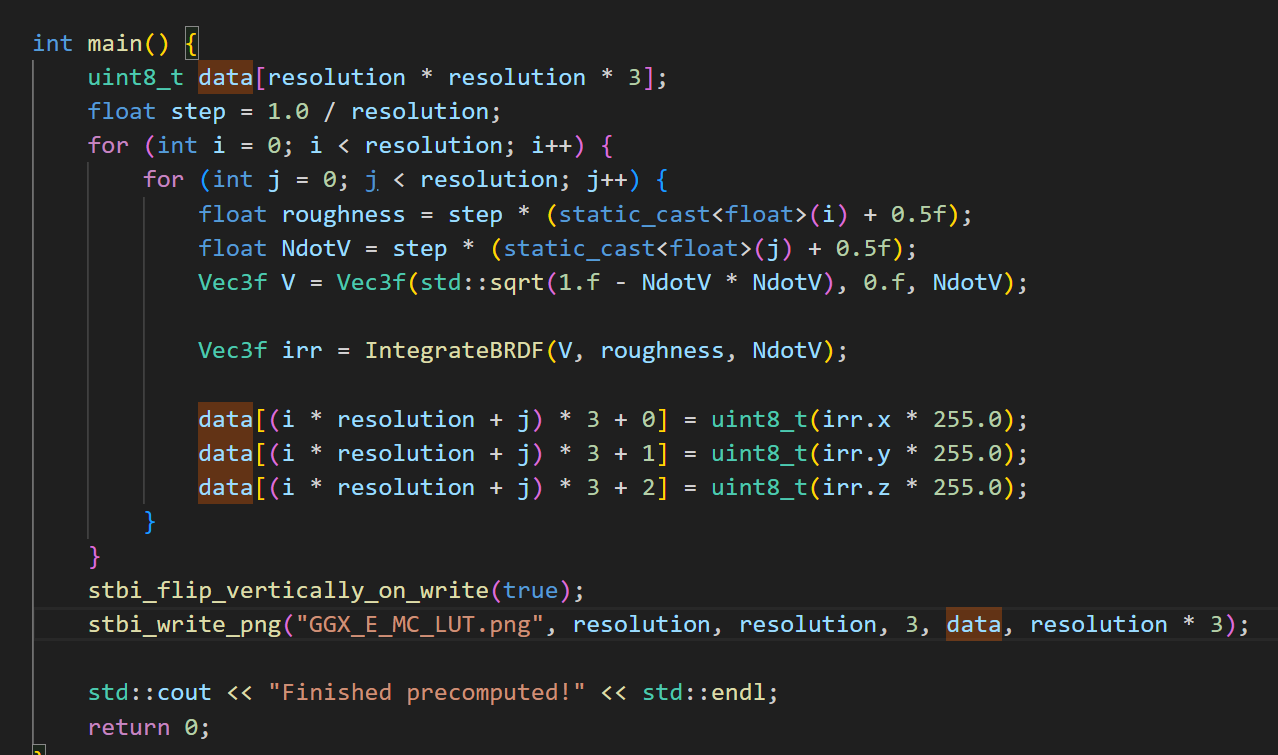 int main() {
    uint8_t data[resolution * resolution * 3];
    float step = 1.0 / resolution;
    for (int i = 0; i < resolution; i++) {
        for (int j = 0; j < resolution; j++) {
            float roughness = step * (static_cast<float>(i) + 0.5f);
            float NdotV = step * (static_cast<float>(j) + 0.5f);
            Vec3f V = Vec3f(std::sqrt(1.f - NdotV * NdotV), 0.f, NdotV);

            Vec3f irr = IntegrateBRDF(V, roughness, NdotV);

            data[(i * resolution + j) * 3 + 0] = uint8_t(irr.x * 255.0);
            data[(i * resolution + j) * 3 + 1] = uint8_t(irr.y * 255.0);
            data[(i * resolution + j) * 3 + 2] = uint8_t(irr.z * 255.0);
        }
    }
    stbi_flip_vertically_on_write(true);
    stbi_write_png("GGX_E_MC_LUT.png", resolution, resolution, 3, data, resolution * 3);

    std::cout << "Finished precomputed!" << std::endl;
    return 0;
}